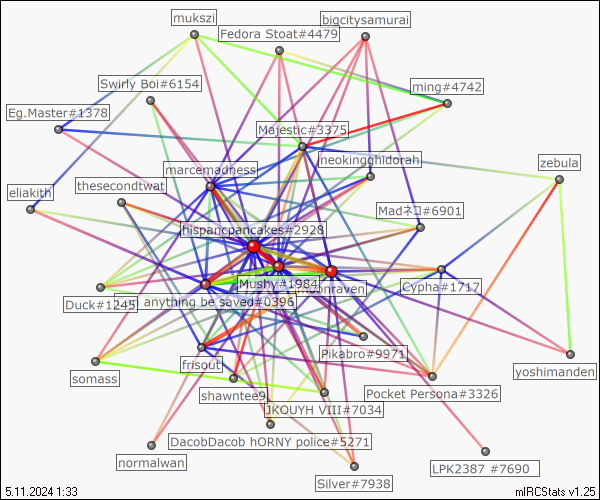 mukszi
bigcitysamurai
Fedora Stoat#4479
Swirly Boi#6154
ming#4742
Eg.Master#1378
Majestic#3375
neokingghidorah
zebula
marcemadness
thesecondtwat
eliakith
Madネコ#6901
hispancpancakes#2928
Mushy#1984
moonraven
Cypha#1717
Duck#1245
anything be saved#0396
Pikabro#9971
frisout
yoshimanden
somass
shawntee9
Pocket Persona#3326
JKQUYH VIII#7034
DacobDacob hORNY police#5271
normalwan
LPK2387 #7690
Silver#7938
5.11.2024 1:33
mIRCStats v1.25